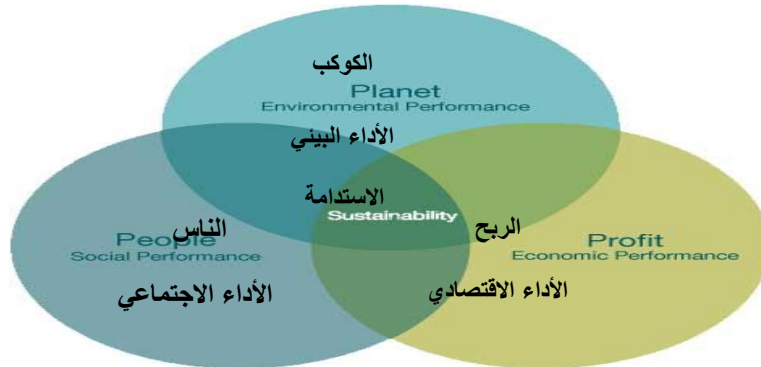 الكوكب
Planet
Environmental Performance
الأداء البيني
الاستدامة
Sustainability
الناس
People
Social Performance
الأداء الاجتماعي
الربح
Profit
Economic Performance
الأداء الاقتصادي